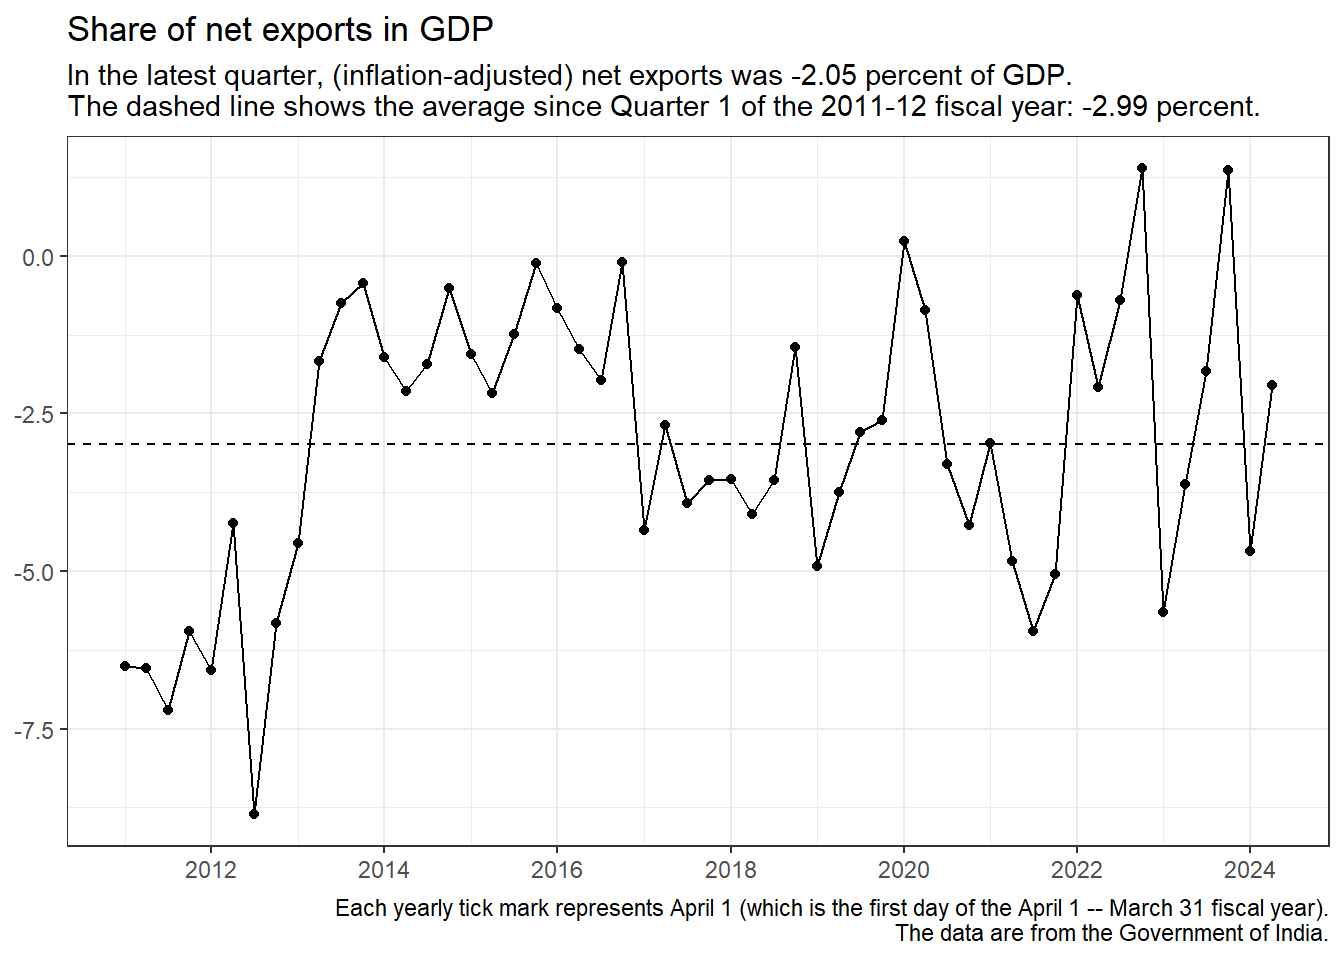 Share of net exports in GDP
In the latest quarter, (inflation-adjusted) net exports was -2.05 percent of GDP.
The dashed line shows the average since Quarter 1 of the 2011-12 fiscal year: -2.99 percent.
0.0
-2.5
-5.0
-7.5
2012 2014 2016 2018 2020 2022 2024
Each yearly tick mark represents April 1 (which is the first day of the April 1 -- March 31 fiscal year).
The data are from the Government of India.